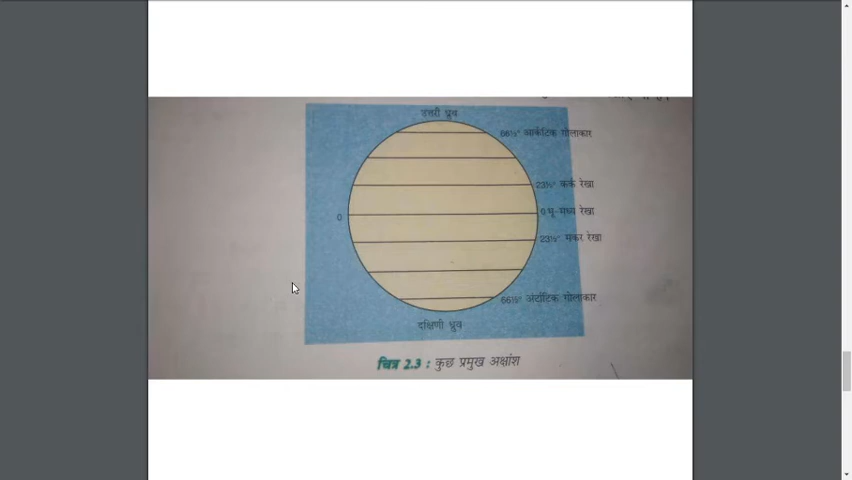 उत्तरी ध्रुव
66½° आर्कटिक गोलाकार
23½° कर्क रेखा
0
0 भू-मध्य रेखा
23½° मकर रेखा
66½° अंटार्टिक गोलाकार
दक्षिणी ध्रुव
चित्र 2.3 : कुछ प्रमुख अक्षांश